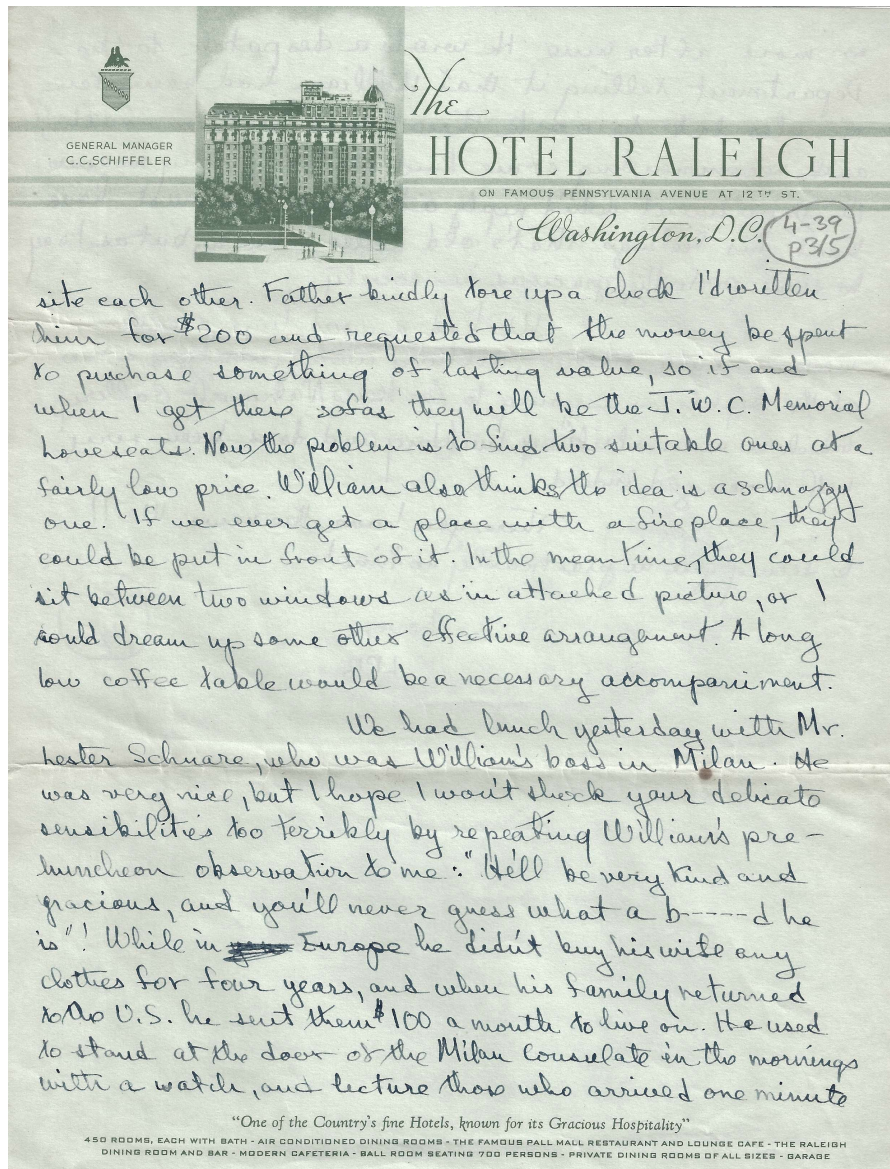 GENERAL MANAGER
C.C.SCHIFFELER
The
HOTEL RALEIGH
ON FAMOUS PENNSYLVANIA AVENUE AT 12TH ST.
Washington, D.C.
4-39
p3/5
site each other. Father kindly tore up a check I'd written
him for $200 and requested that the money be spent
to purchase something of lasting value, so if and
when I get these sofas they will be the J.W.C. Memorial
Loveseats. Now the problem is to find two suitable ones at a
fairly low price. William also thinks the idea is a schnazzy
one. If we ever get a place with a fireplace, they
could be put in front of it. In the meantime, they could
sit between two windows as in attached picture, or I
could dream up some other effective arrangement. A long
low coffee table would be a necessary accompaniment.
We had lunch yesterday with Mr.
Lester Schnare, who was William's boss in Milan. He
was very nice, but I hope I won't shock your delicate
sensibilities too terribly by repeating William's pre-
luncheon observation to me: "He'll be very kind and
gracious, and you'll never guess what a b-----d he
is"! While in Europe he didn't buy his wife any
clothes for four years, and when his family returned
to the U.S. he sent them $100 a month to live on. He used
to stand at the door of the Milan Consulate in the mornings
with a watch, and lecture those who arrived one minute
"One of the Country's fine Hotels, known for its Gracious Hospitality"
450 ROOMS, EACH WITH BATH - AIR CONDITIONED DINING ROOMS - THE FAMOUS PALL MALL RESTAURANT AND LOUNGE CAFE - THE RALEIGH
DINING ROOM AND BAR - MODERN CAFETERIA - BALL ROOM SEATING 700 PERSONS - PRIVATE DINING ROOMS OF ALL SIZES - GARAGE